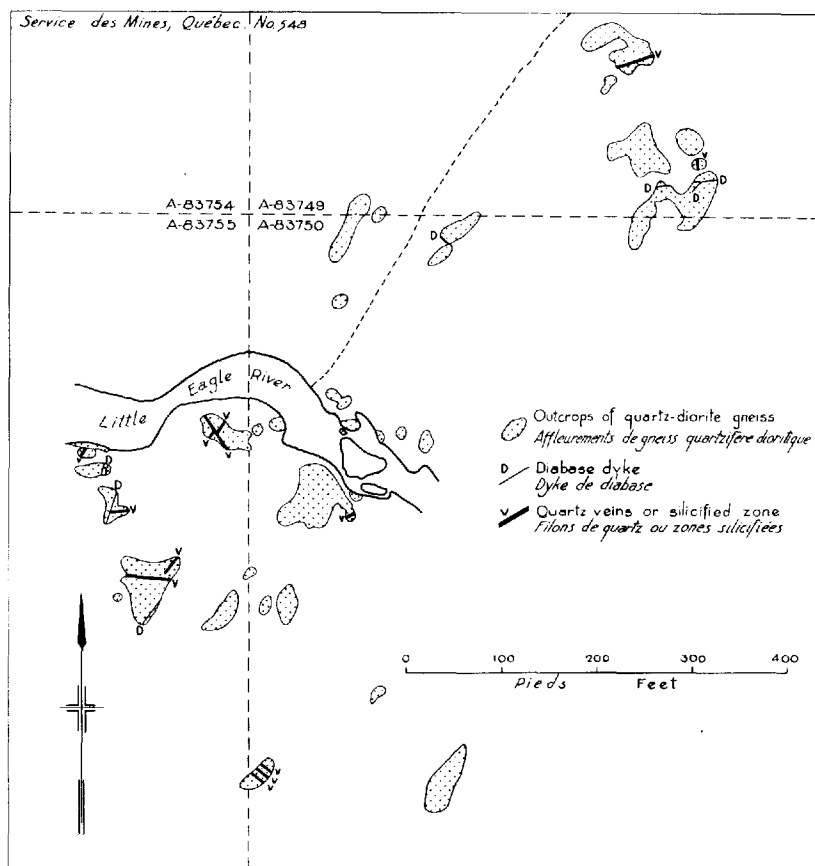 Service des Mines, Québec. No. 548
V
V
D
D
D
A-83754
A-83749
A-83755
A-83750
D
Little Eagle River
V
V
V
V
D
D
V
V
V
V
D
Outcrops of quartz-diorite gneiss
Affleurements de gneiss quartzifère dioritique
D
Diabase dyke
Dyke de diabase
V
Quartz veins or silicified zone
Filons de quartz ou zones silicifiées
0 100 200 300 400
Pieds Feet
V
V
V